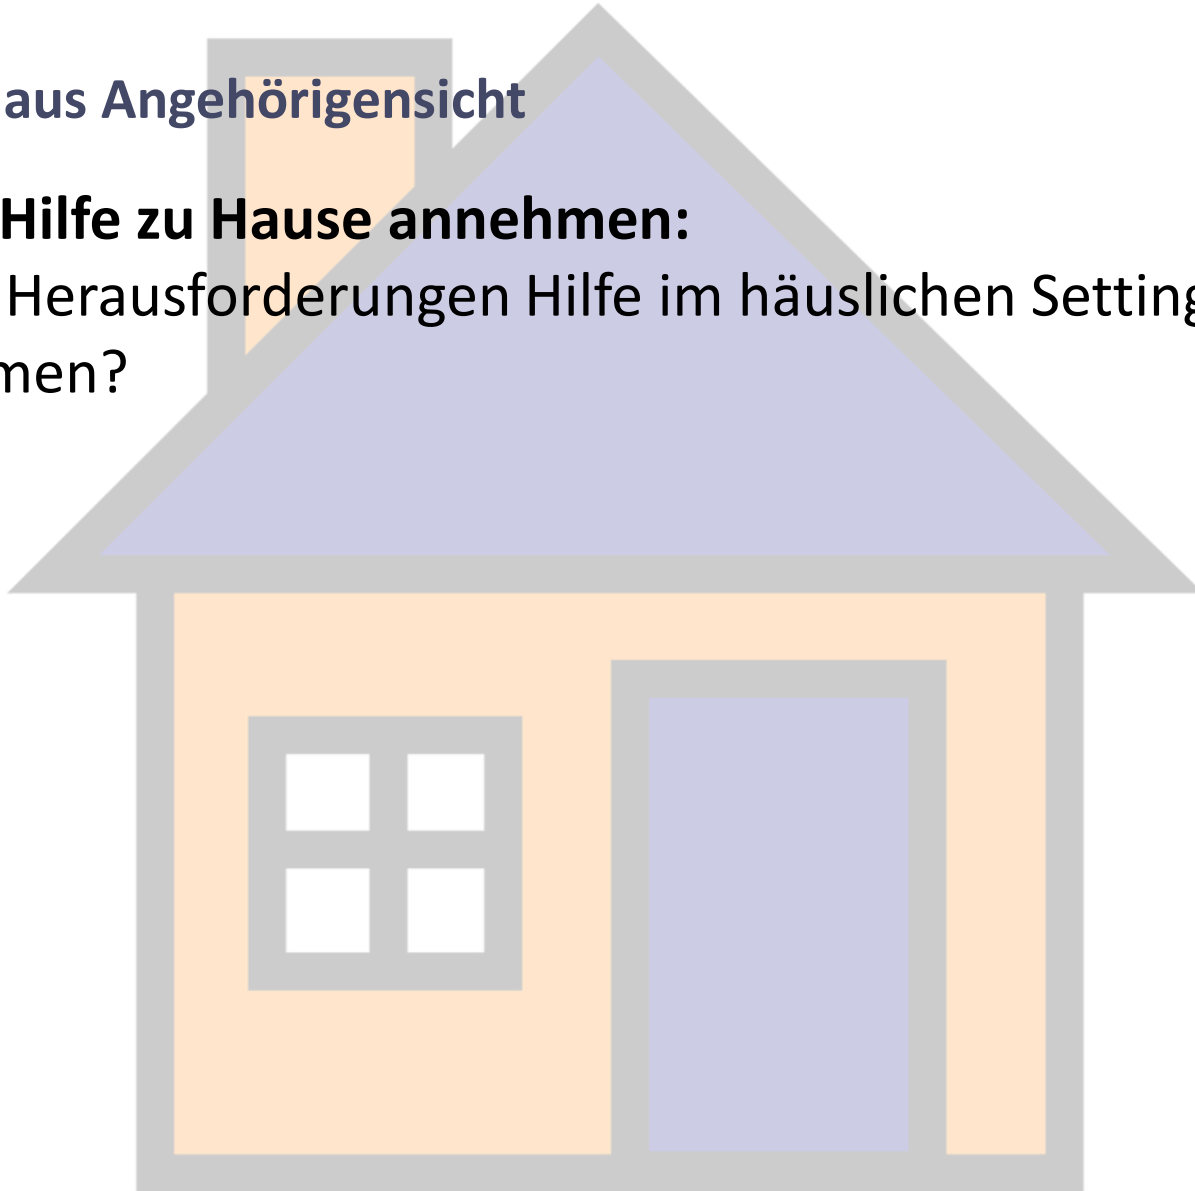 aus Angehörigensicht
Hilfe zu Hause annehmen:
Herausforderungen Hilfe im häuslichen Setting
men?